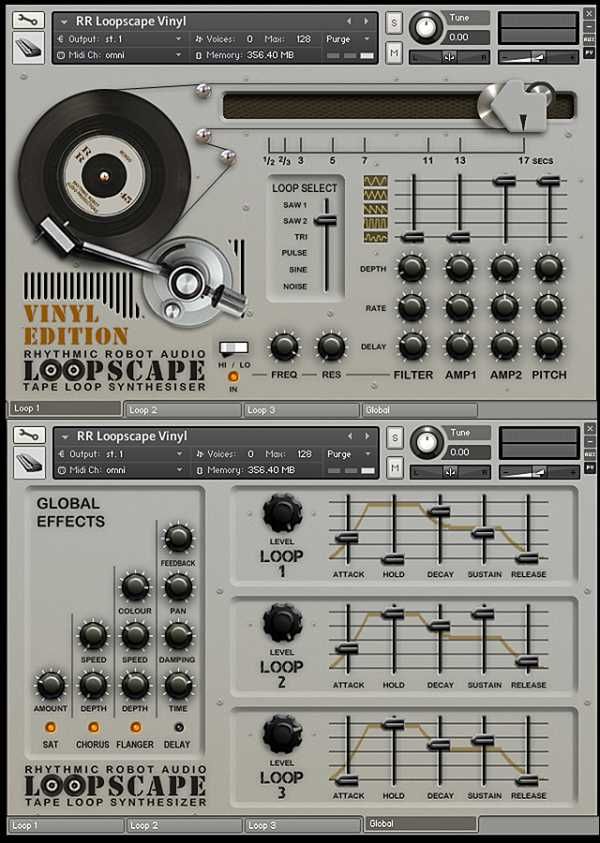 RR Loopscape Vinyl
Output: st. 1
Voices: 0 Max: 128
Purge
Midi Ch: omni
Memory: 356.40 MB
S
M
Tune
0.00
L R
AUX
PV
1/2 2/3 3 5 7 11 13 17 SECS
LOOP SELECT
SAW 1
SAW 2
TRI
PULSE
SINE
NOISE
DEPTH
RATE
DELAY
FILTER AMP1 AMP2 PITCH
VINYL
EDITION
RHYTHMIC ROBOT AUDIO
LOOPSCAPE
TAPE LOOP SYNTHESISER
HI / LO
IN
FREQ RES
Loop 1 Loop 2 Loop 3 Global
RR Loopscape Vinyl
Output: st. 1
Voices: 0 Max: 128
Purge
Midi Ch: omni
Memory: 356.40 MB
S
M
Tune
0.00
L R
AUX
PV
GLOBAL
EFFECTS
FEEDBACK
COLOUR PAN
SPEED SPEED DAMPING
AMOUNT DEPTH DEPTH TIME
SAT CHORUS FLANGER DELAY
RHYTHMIC ROBOT AUDIO
LOOPSCAPE
TAPE LOOP SYNTHESIZER
LEVEL
LOOP
1
ATTACK HOLD DECAY SUSTAIN RELEASE
LEVEL
LOOP
2
ATTACK HOLD DECAY SUSTAIN RELEASE
LEVEL
LOOP
3
ATTACK HOLD DECAY SUSTAIN RELEASE
Loop 1 Loop 2 Loop 3 Global